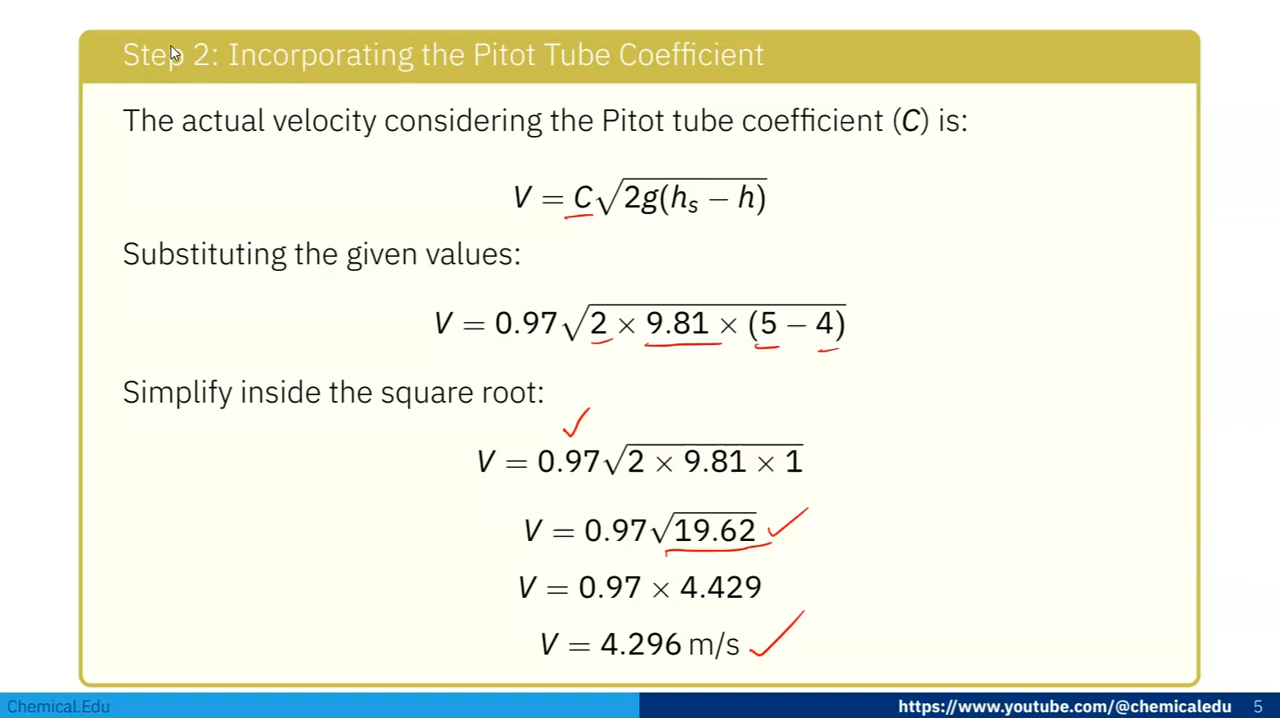 Step 2: Incorporating the Pitot Tube Coefficient
The actual velocity considering the Pitot tube coefficient (C) is:
V = C√2g(hₛ − h)
Substituting the given values:
V = 0.97√2 × 9.81 × (5 − 4)
Simplify inside the square root:
V = 0.97√2 × 9.81 × 1
V = 0.97√19.62
V = 0.97 × 4.429
V = 4.296 m/s
Chemical.Edu https://www.youtube.com/@chemicaledu 5